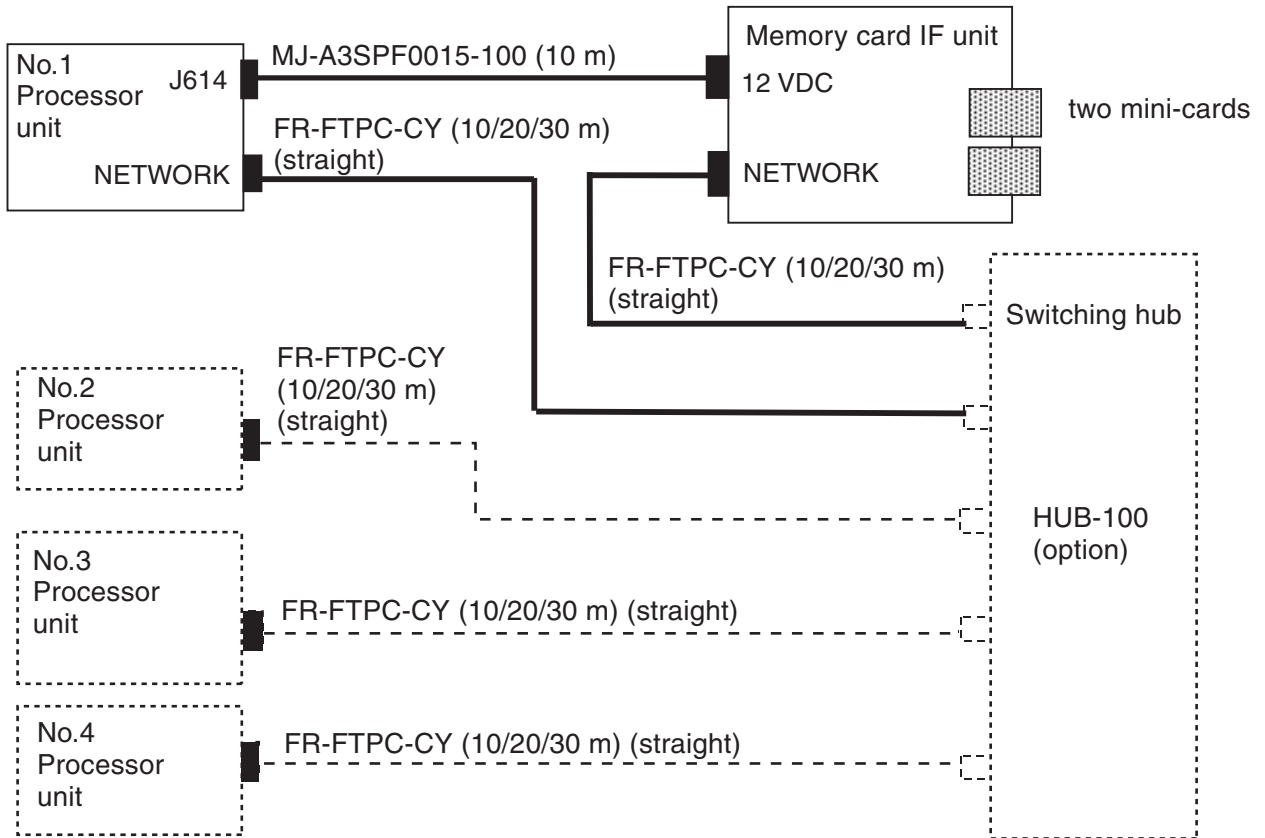 No.1
Processor
unit
J614
NETWORK
MJ-A3SPF0015-100 (10 m)
FR-FTPC-CY (10/20/30 m)
(straight)
Memory card IF unit
12 VDC
NETWORK
two mini-cards
FR-FTPC-CY (10/20/30 m)
(straight)
Switching hub
HUB-100
(option)
No.2
Processor
unit
FR-FTPC-CY
(10/20/30 m)
(straight)
No.3
Processor
unit
FR-FTPC-CY (10/20/30 m) (straight)
No.4
Processor
unit
FR-FTPC-CY (10/20/30 m) (straight)